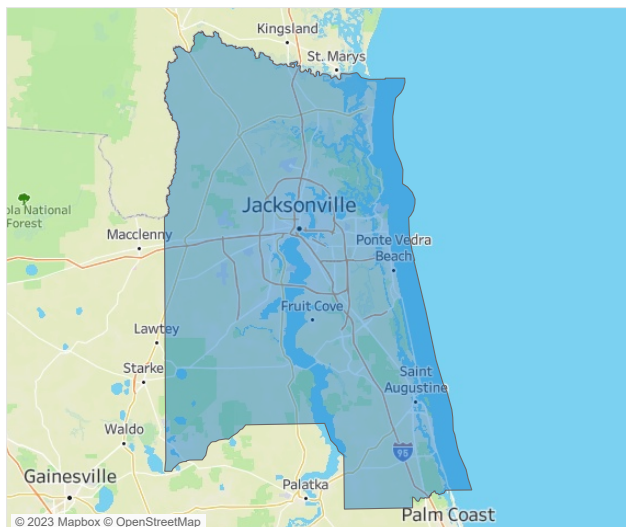 Kingsland
St. Marys
Jacksonville
ola National
Forest
Macclenny
Ponte Vedra
Beach
Fruit Cove
Lawtey
Starke
Saint
Augustine
Waldo
95
Gainesville
Palatka
Palm Coast
© 2023 Mapbox © OpenStreetMap